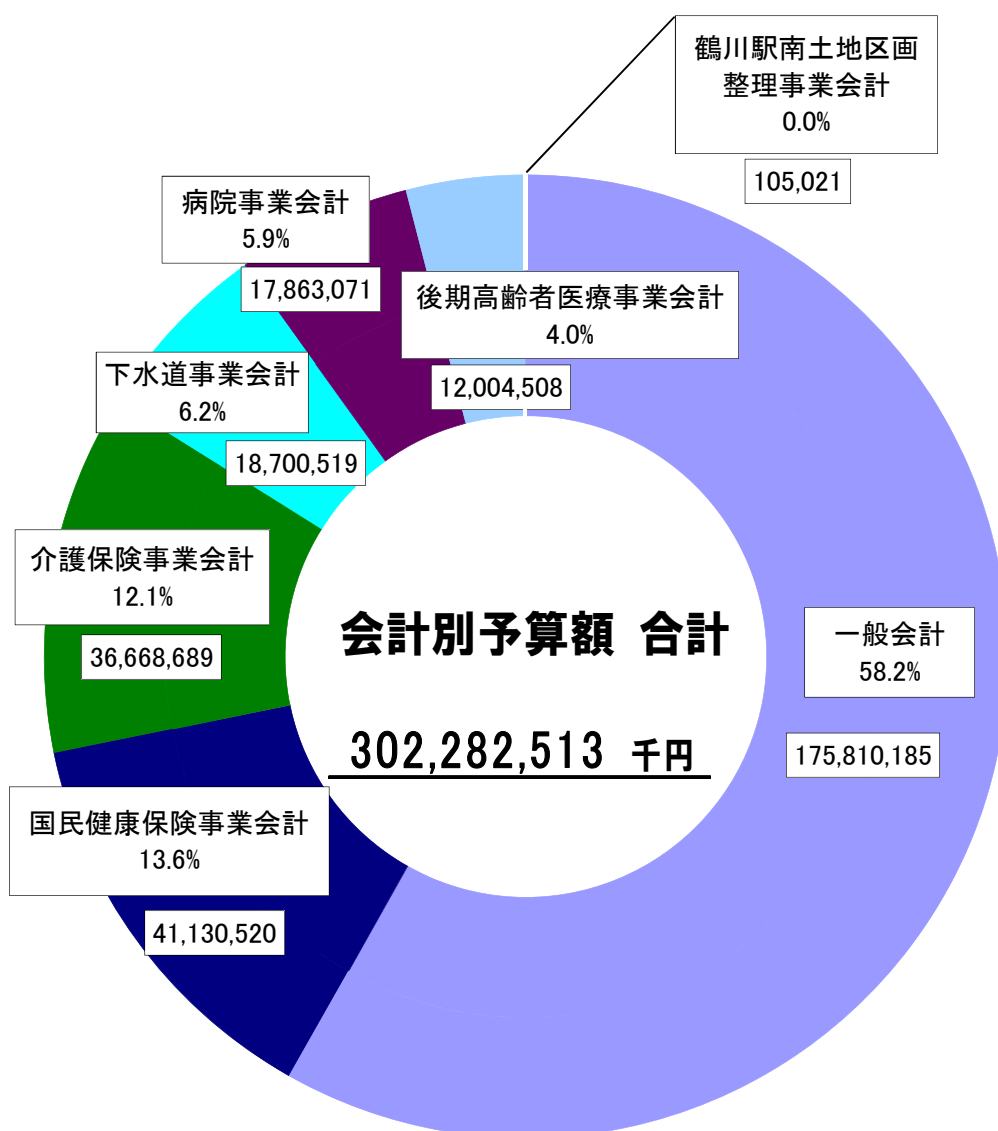 鶴川駅南土地区画
整理事業会計
0.0%
105,021
病院事業会計
5.9%
17,863,071
後期高齢者医療事業会計
4.0%
12,004,508
下水道事業会計
6.2%
18,700,519
介護保険事業会計
12.1%
36,668,689
会計別予算額 合計
302,282,513 千円
一般会計
58.2%
175,810,185
国民健康保険事業会計
13.6%
41,130,520